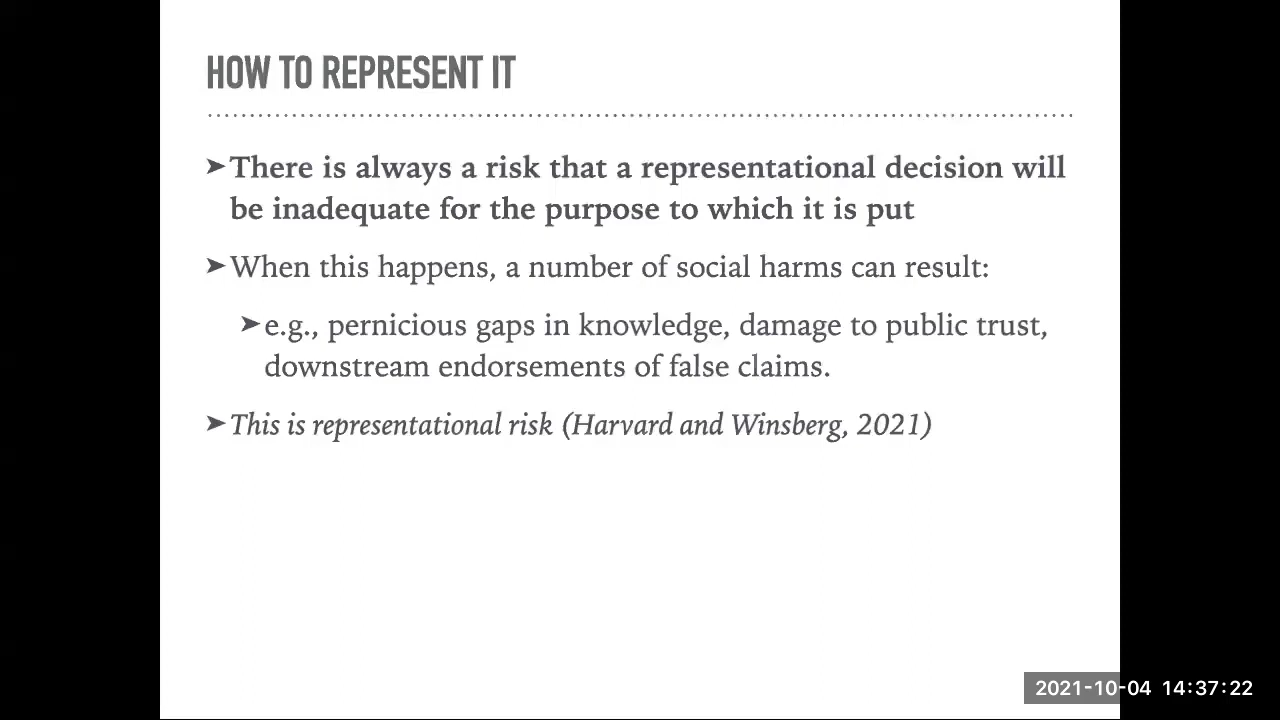 HOW TO REPRESENT IT
➤There is always a risk that a representational decision will
be inadequate for the purpose to which it is put
➤When this happens, a number of social harms can result:
➤e.g., pernicious gaps in knowledge, damage to public trust,
downstream endorsements of false claims.
➤This is representational risk (Harvard and Winsberg, 2021)
2021-10-04 14:37:22